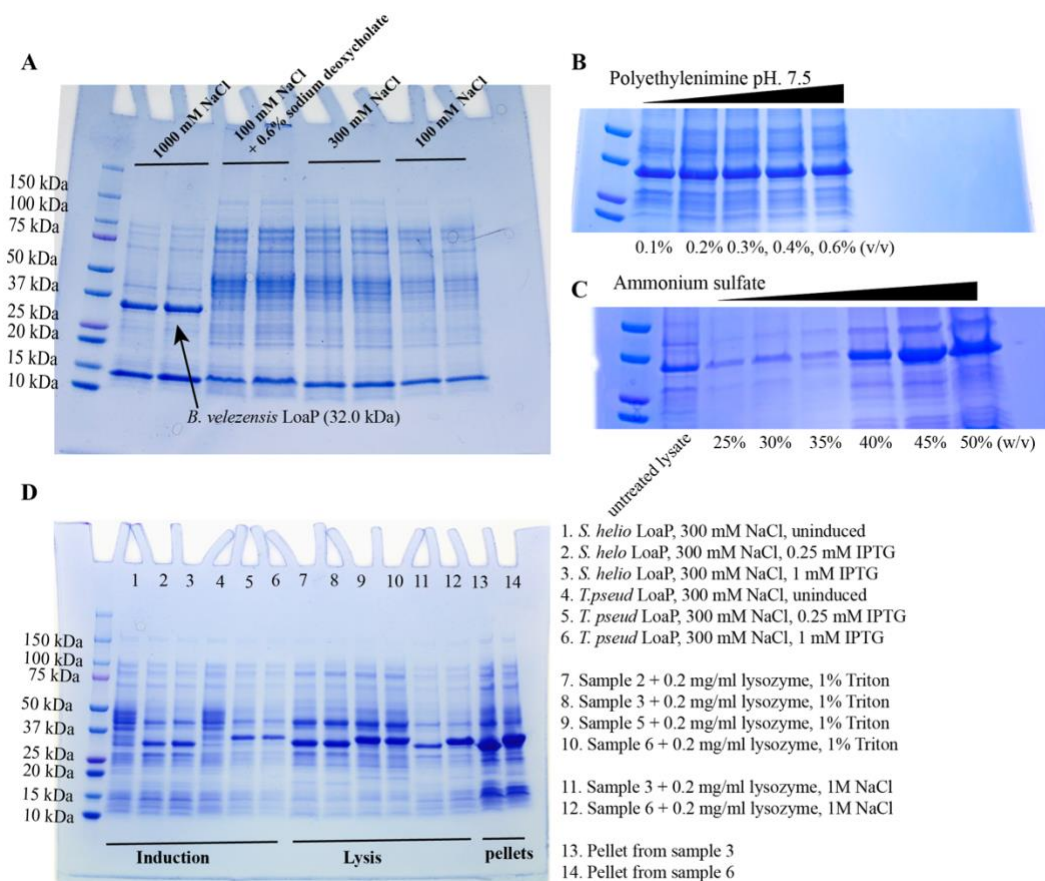 A
1000 mM NaCl
100 mM NaCl
+ 0.6% sodium deoxycholate
300 mM NaCl
100 mM NaCl
150 kDa
100 kDa
75 kDa
50 kDa
37 kDa
25 kDa
20 kDa
15 kDa
10 kDa
B. velezensis LoaP (32.0 kDa)
B
Polyethylenimine pH. 7.5
0.1% 0.2% 0.3%, 0.4%, 0.6% (v/v)
C
Ammonium sulfate
untreated lysate
25% 30% 35% 40% 45% 50% (w/v)
D
1 2 3 4 5 6 7 8 9 10 11 12 13 14
150 kDa
100 kDa
75 kDa
50 kDa
37 kDa
25 kDa
20 kDa
15 kDa
10 kDa
Induction Lysis pellets
1. S. helio LoaP, 300 mM NaCl, uninduced
2. S. helo LoaP, 300 mM NaCl, 0.25 mM IPTG
3. S. helio LoaP, 300 mM NaCl, 1 mM IPTG
4. T.pseud LoaP, 300 mM NaCl, uninduced
5. T. pseud LoaP, 300 mM NaCl, 0.25 mM IPTG
6. T. pseud LoaP, 300 mM NaCl, 1 mM IPTG
7. Sample 2 + 0.2 mg/ml lysozyme, 1% Triton
8. Sample 3 + 0.2 mg/ml lysozyme, 1% Triton
9. Sample 5 + 0.2 mg/ml lysozyme, 1% Triton
10. Sample 6 + 0.2 mg/ml lysozyme, 1% Triton
11. Sample 3 + 0.2 mg/ml lysozyme, 1M NaCl
12. Sample 6 + 0.2 mg/ml lysozyme, 1M NaCl
13. Pellet from sample 3
14. Pellet from sample 6